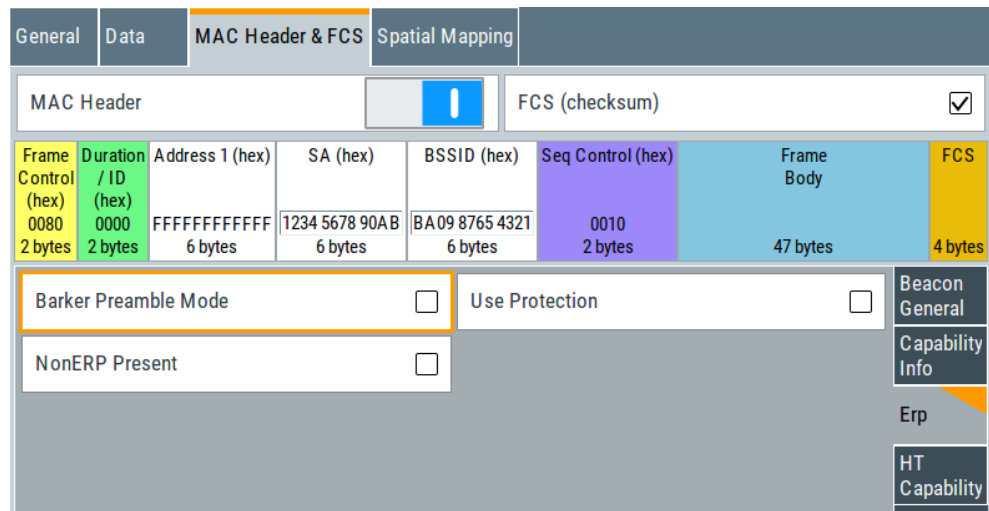 General Data MAC Header & FCS Spatial Mapping
MAC Header FCS (checksum)
Frame Duration Address 1 (hex) SA (hex) BSSID (hex) Seq Control (hex) Frame FCS
Control / ID Body
(hex) (hex)
0080 0000 FFFFFFFFFFFF 1234 5678 90AB BA09 8765 4321 0010
2 bytes 2 bytes 6 bytes 6 bytes 6 bytes 2 bytes 47 bytes 4 bytes
Barker Preamble Mode Use Protection
NonERP Present
Beacon
General
Capability
Info
Erp
HT
Capability